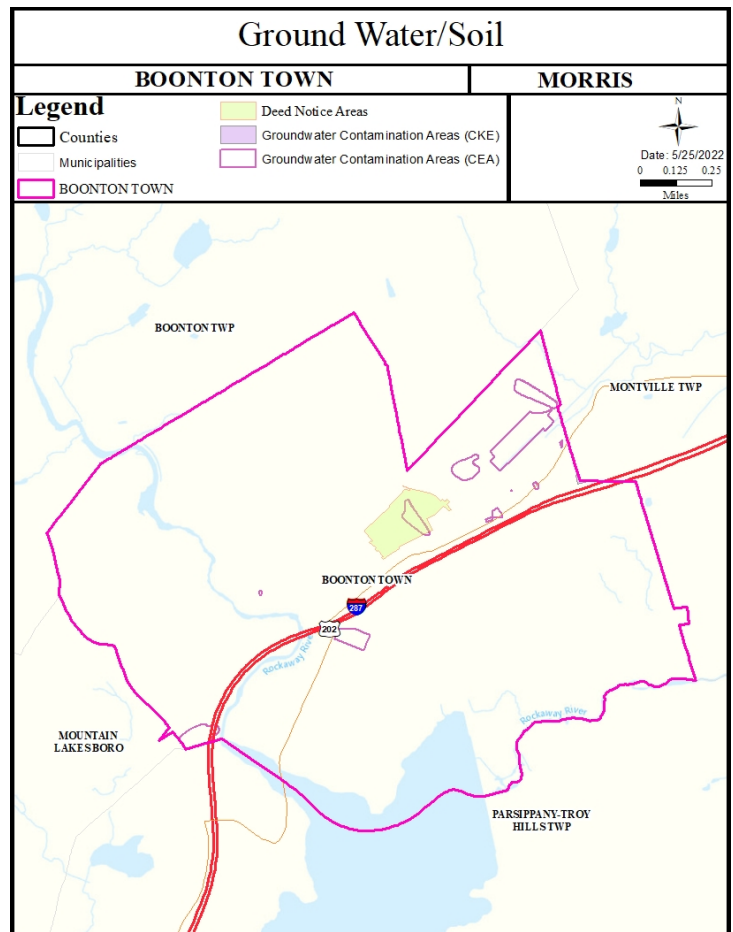 Ground Water/Soil
BOONTON TOWN
MORRIS
Legend
Counties
Municipalities
BOONTON TOWN
Deed Notice Areas
Groundwater Contamination Areas (CKE)
Groundwater Contamination Areas (CEA)
N
Date: 5/25/2022
0 0.125 0.25
Miles
BOONTON TWP
MONTVILLE TWP
BOONTON TOWN
287
202
Rockaway River
Rockaway River
MOUNTAIN
LAKES BORO
PARSIPPANY-TROY
HILLS TWP